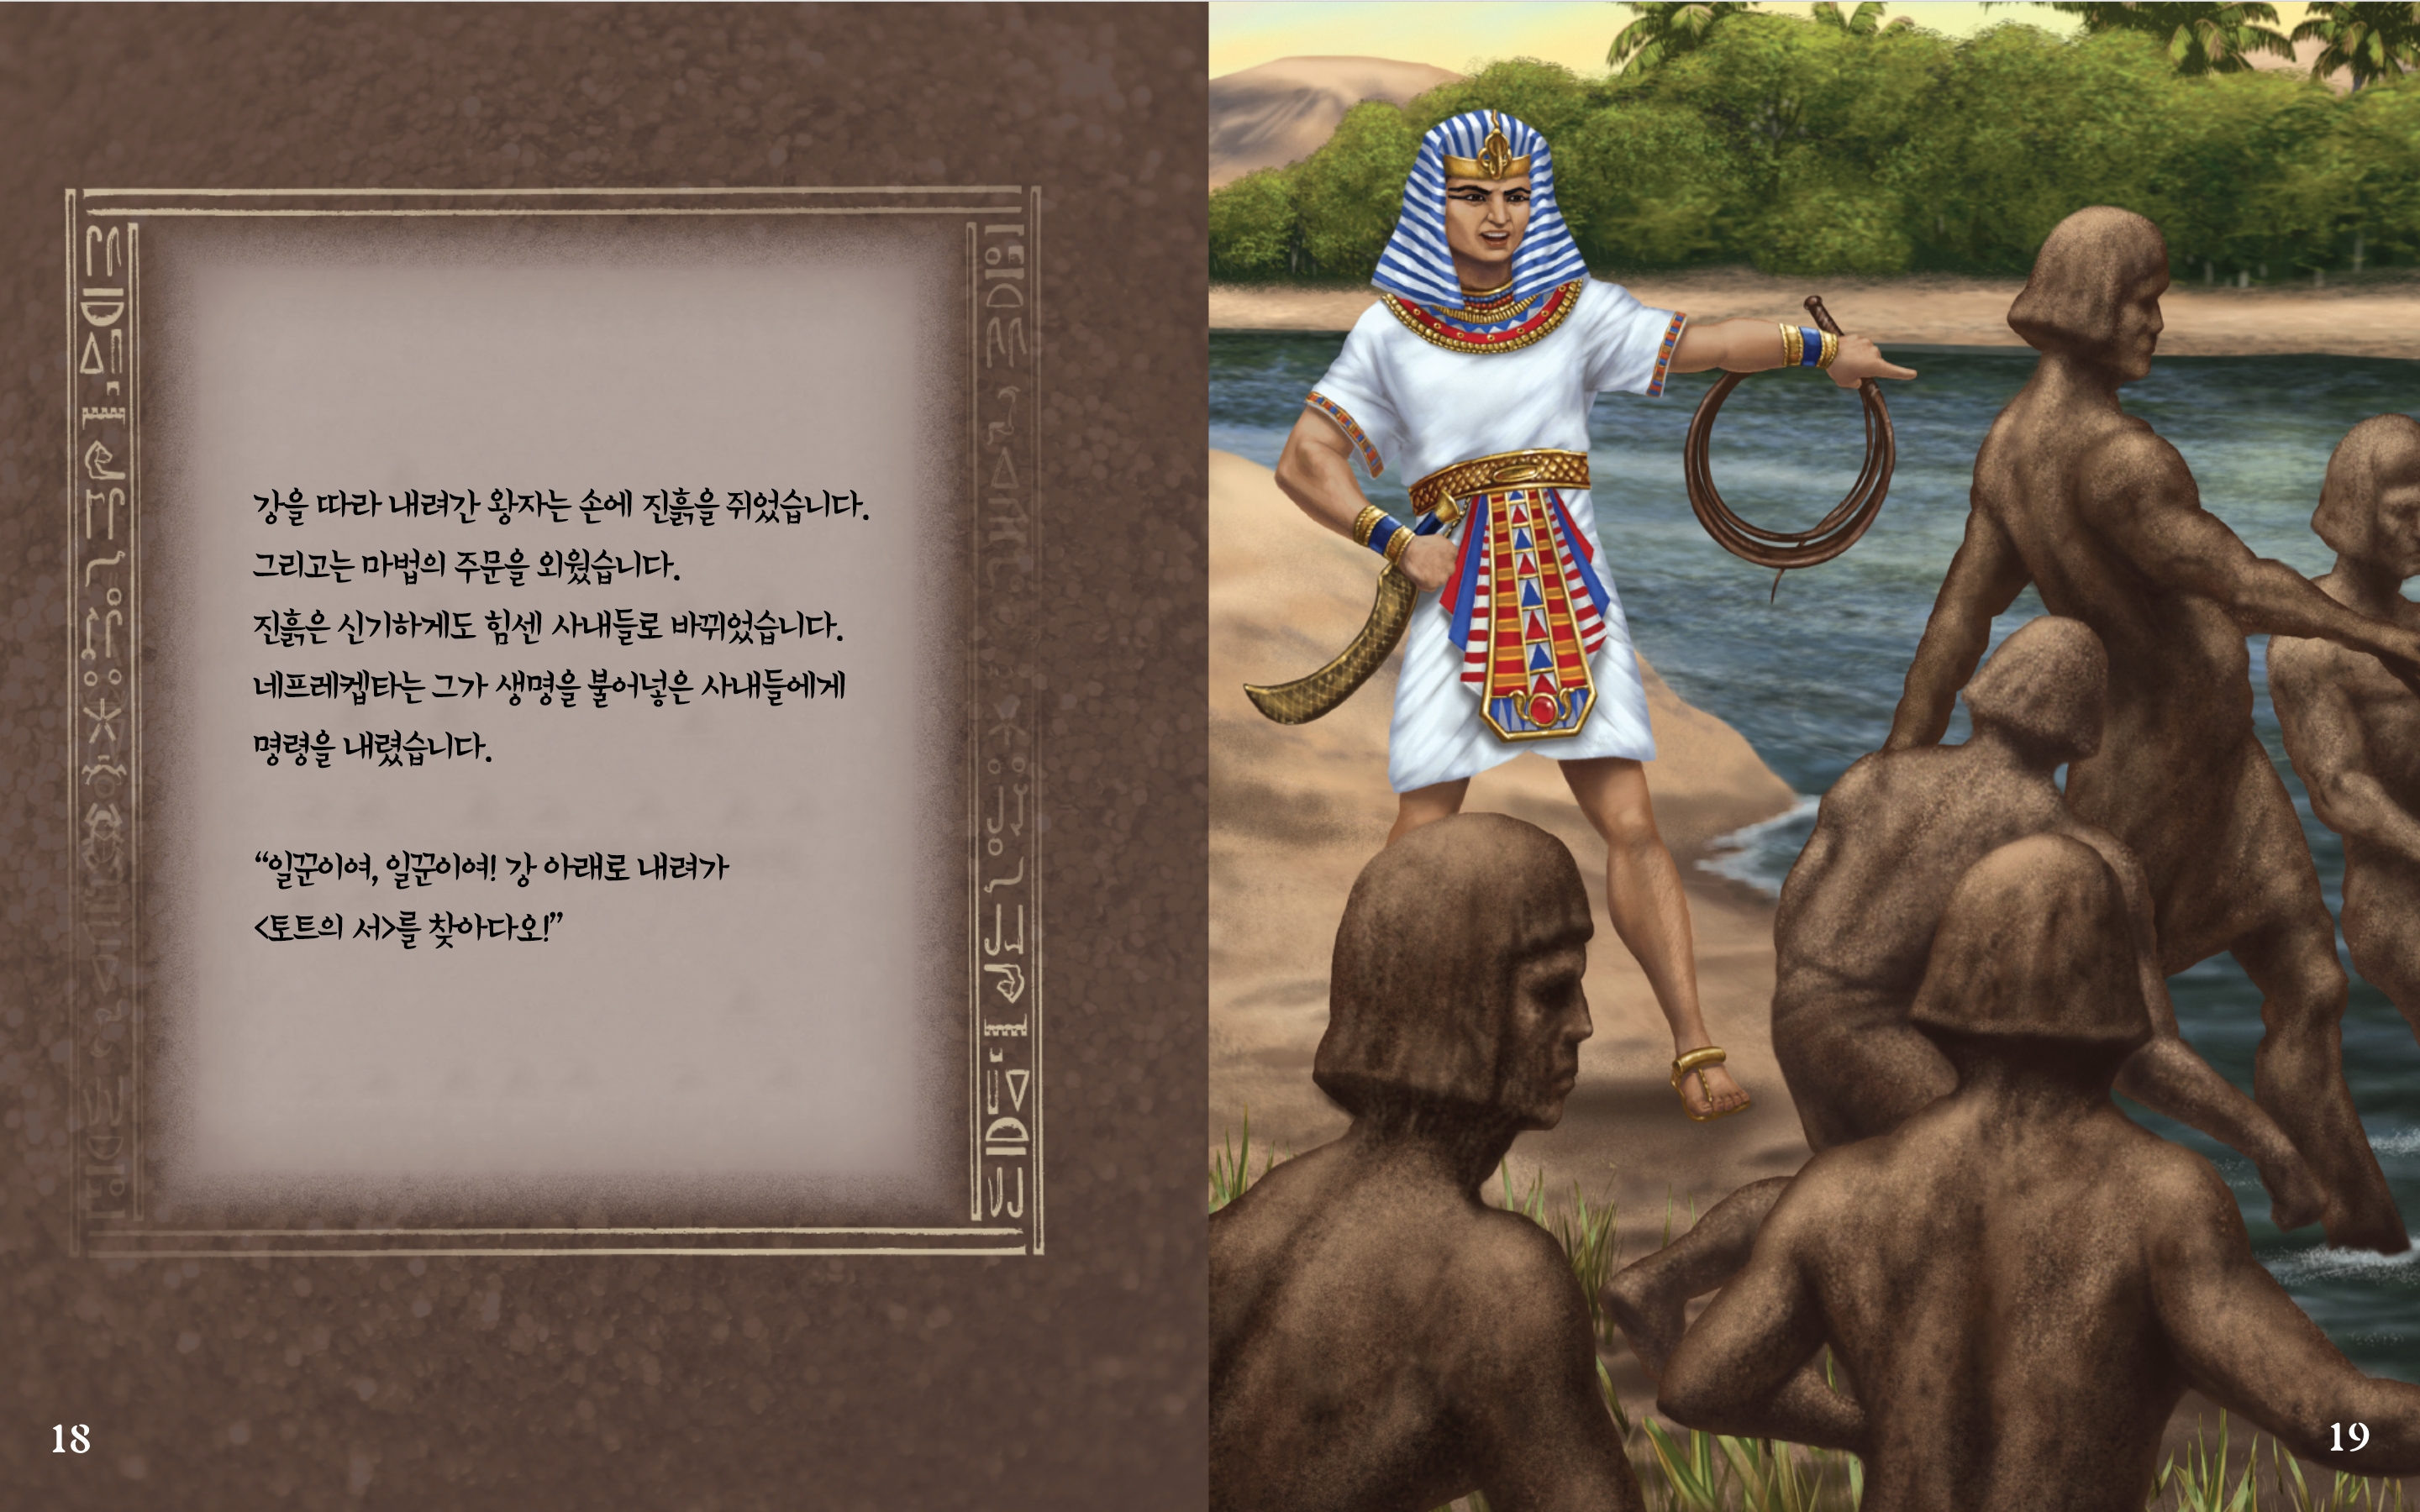 강을 따라 내려간 왕자는 손에 진흙을 쥐었습니다.
그리고는 마법의 주문을 외웠습니다.
진흙은 신기하게도 힘센 사내들로 바뀌었습니다.
네프레켑타는 그가 생명을 불어넣은 사내들에게
명령을 내렸습니다.
“일꾼이여, 일꾼이여! 강 아래로 내려가
<토트의 서>를 찾아다오!”
18
19